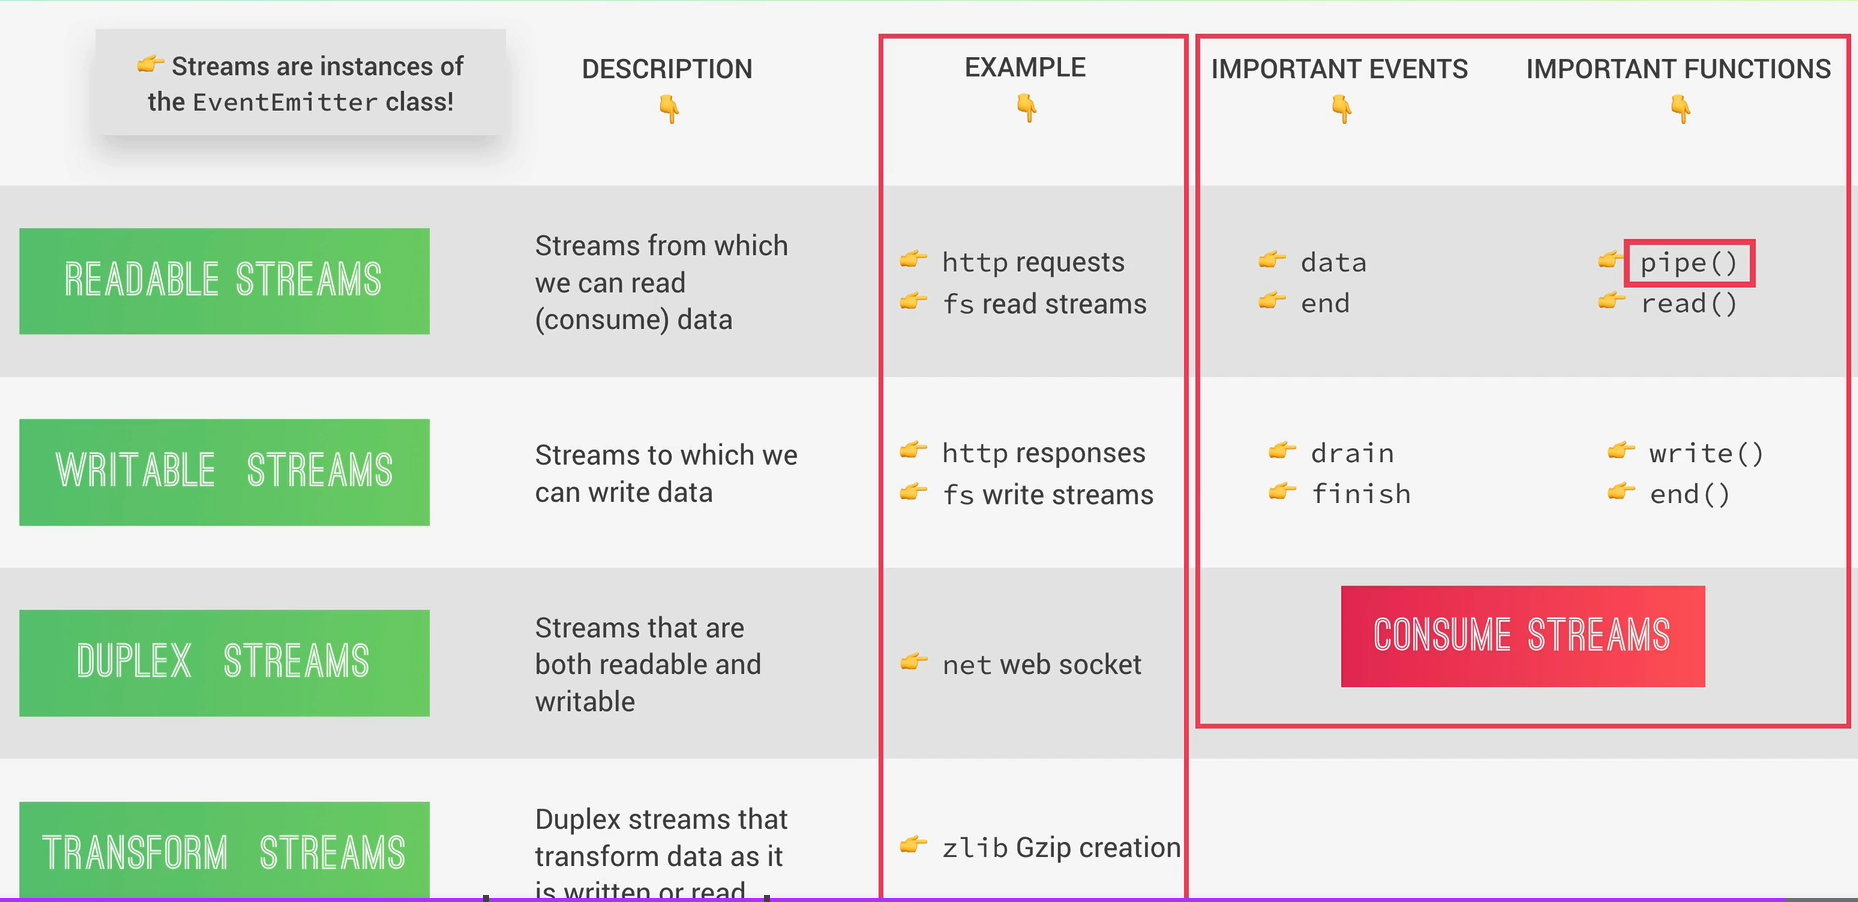 👉 Streams are instances of
the EventEmitter class!
DESCRIPTION
👇
EXAMPLE
👇
IMPORTANT EVENTS
👇
IMPORTANT FUNCTIONS
👇
READABLE STREAMS
Streams from which
we can read
(consume) data
👉 http requests
👉 fs read streams
👉 data
👉 end
👉 pipe()
👉 read()
WRITABLE STREAMS
Streams to which we
can write data
👉 http responses
👉 fs write streams
👉 drain
👉 finish
👉 write()
👉 end()
DUPLEX STREAMS
Streams that are
both readable and
writable
👉 net web socket
CONSUME STREAMS
TRANSFORM STREAMS
Duplex streams that
transform data as it
is written or read
👉 zlib Gzip creation